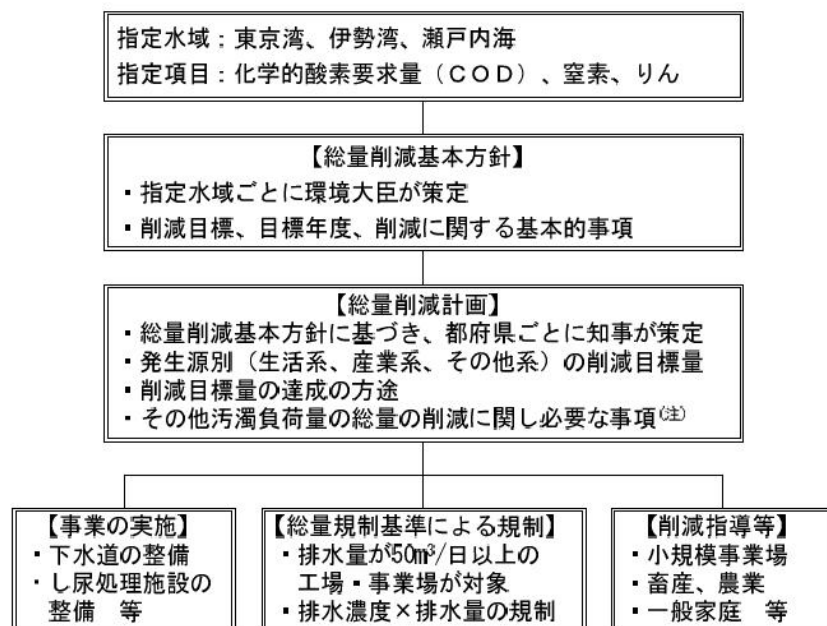 指定水域：東京湾、伊勢湾、瀬戸内海
指定項目：化学的酸素要求量（ＣＯＤ）、窒素、りん
【総量削減基本方針】
・指定水域ごとに環境大臣が策定
・削減目標、目標年度、削減に関する基本的事項
【総量削減計画】
・総量削減基本方針に基づき、都府県ごとに知事が策定
・発生源別（生活系、産業系、その他系）の削減目標量
・削減目標量の達成の方途
・その他汚濁負荷量の総量の削減に関し必要な事項(注)
【事業の実施】
・下水道の整備
・し尿処理施設の
整備　等
【総量規制基準による規制】
・排水量が50m³/日以上の
工場・事業場が対象
・排水濃度×排水量の規制
【削減指導等】
・小規模事業場
・畜産、農業
・一般家庭　等